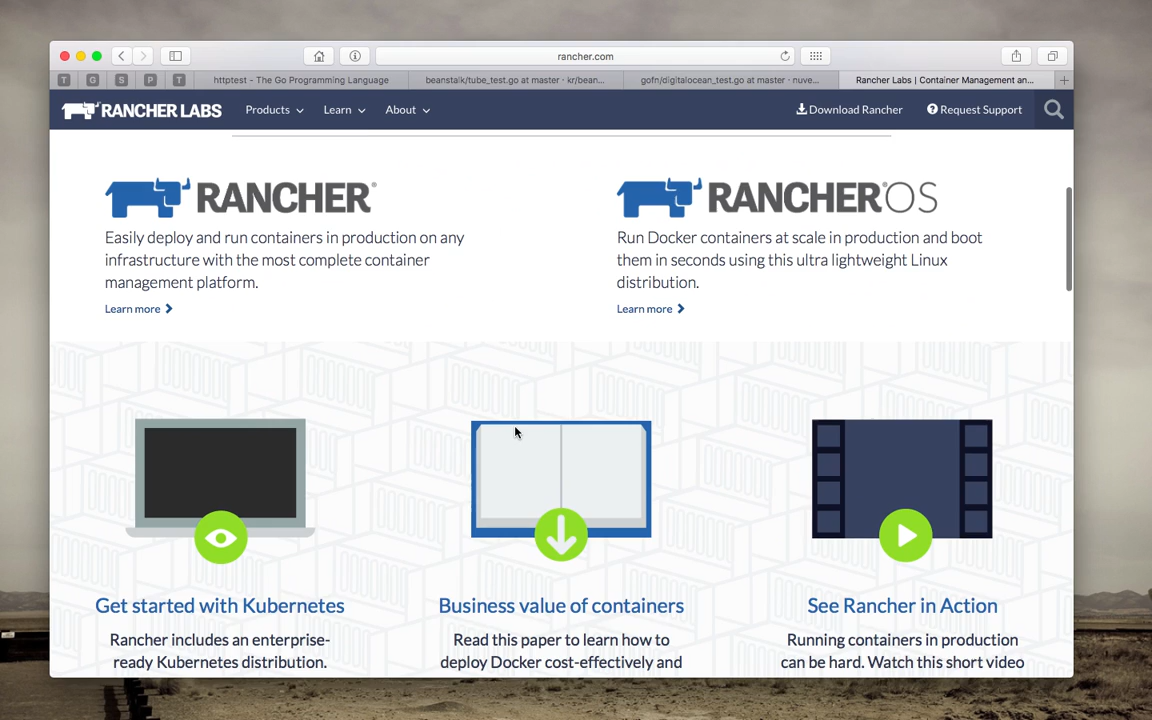 rancher.com
T G S P T httptest - The Go Programming Language beanstalk/tube_test.go at master · kr/bean... gofn/digitalocean_test.go at master · nuve... Rancher Labs | Container Management an...
RANCHER LABS Products Learn About Download Rancher Request Support
RANCHER®
Easily deploy and run containers in production on any
infrastructure with the most complete container
management platform.
Learn more
RANCHER®OS
Run Docker containers at scale in production and boot
them in seconds using this ultra lightweight Linux
distribution.
Learn more
Get started with Kubernetes
Rancher includes an enterprise-
ready Kubernetes distribution.
Business value of containers
Read this paper to learn how to
deploy Docker cost-effectively and
See Rancher in Action
Running containers in production
can be hard. Watch this short video